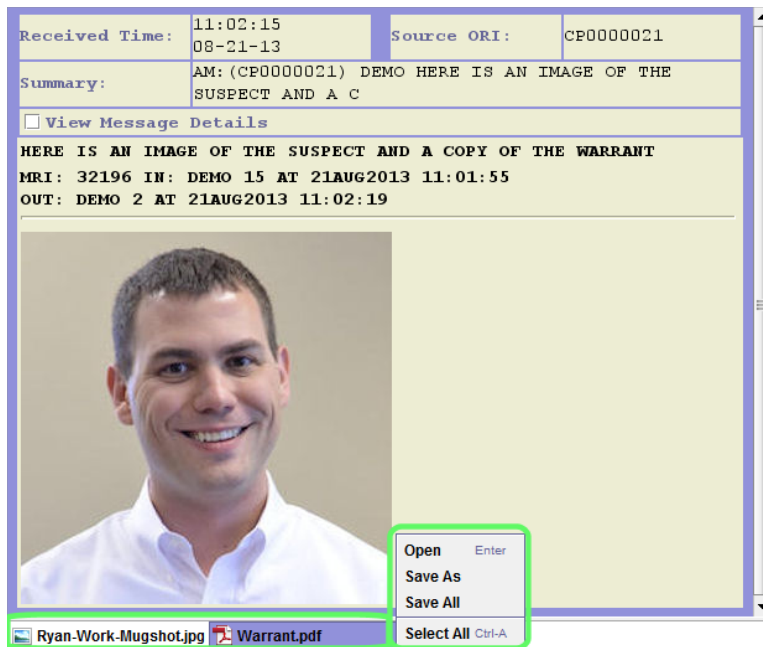 Received Time:
11:02:15
08-21-13
Source ORI:
CP0000021
Summary:
AM:(CP0000021) DEMO HERE IS AN IMAGE OF THE
SUSPECT AND A C
View Message Details
HERE IS AN IMAGE OF THE SUSPECT AND A COPY OF THE WARRANT
MRI: 32196 IN: DEMO 15 AT 21AUG2013 11:01:55
OUT: DEMO 2 AT 21AUG2013 11:02:19
Open Enter
Save As
Save All
Select All Ctrl-A
Ryan-Work-Mugshot.jpg Warrant.pdf